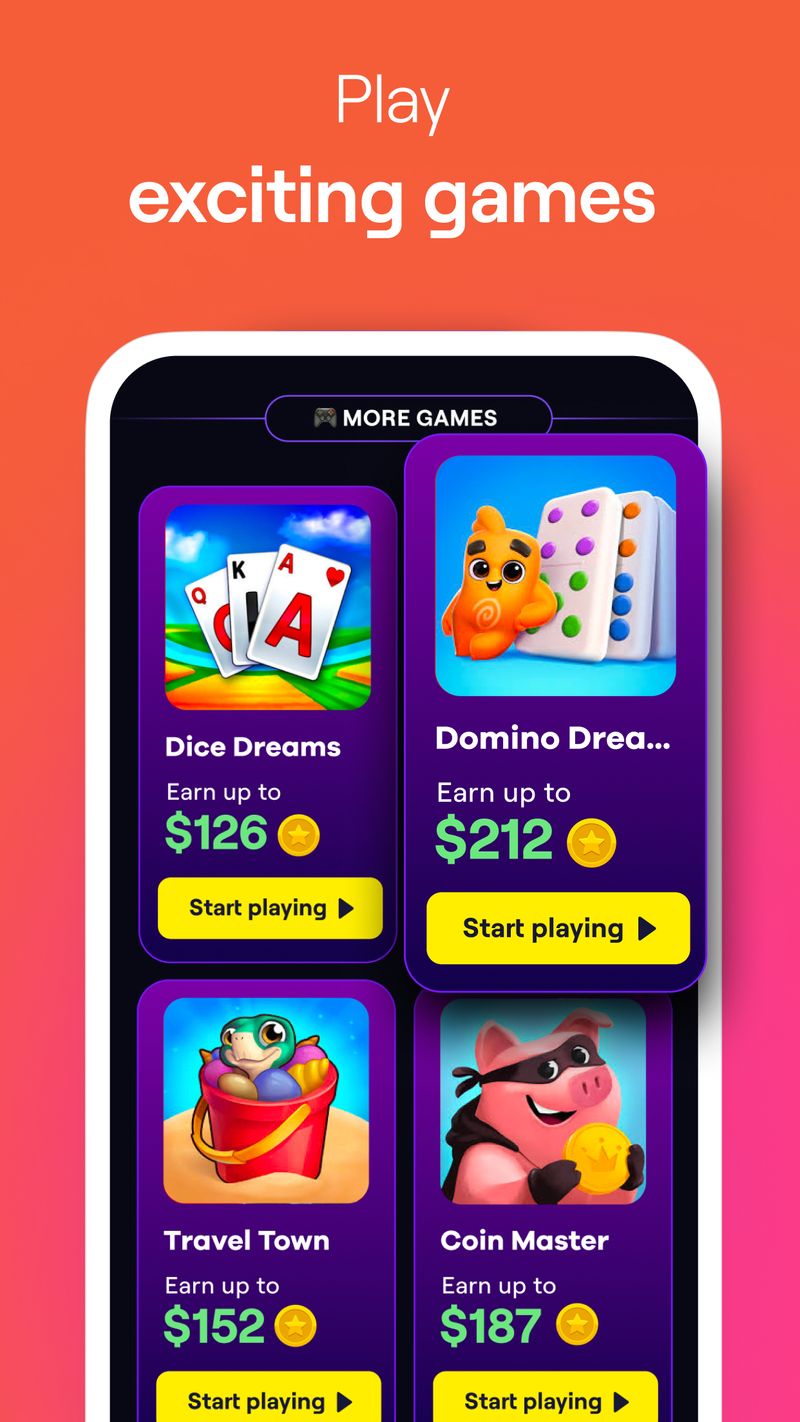 Play
exciting games
MORE GAMES
Q
K
A
A
Dice Dreams
Earn up to
$126
Start playing
Domino Drea...
Earn up to
$212
Start playing
Travel Town
Earn up to
$152
Start playing
Coin Master
Earn up to
$187
Start playing